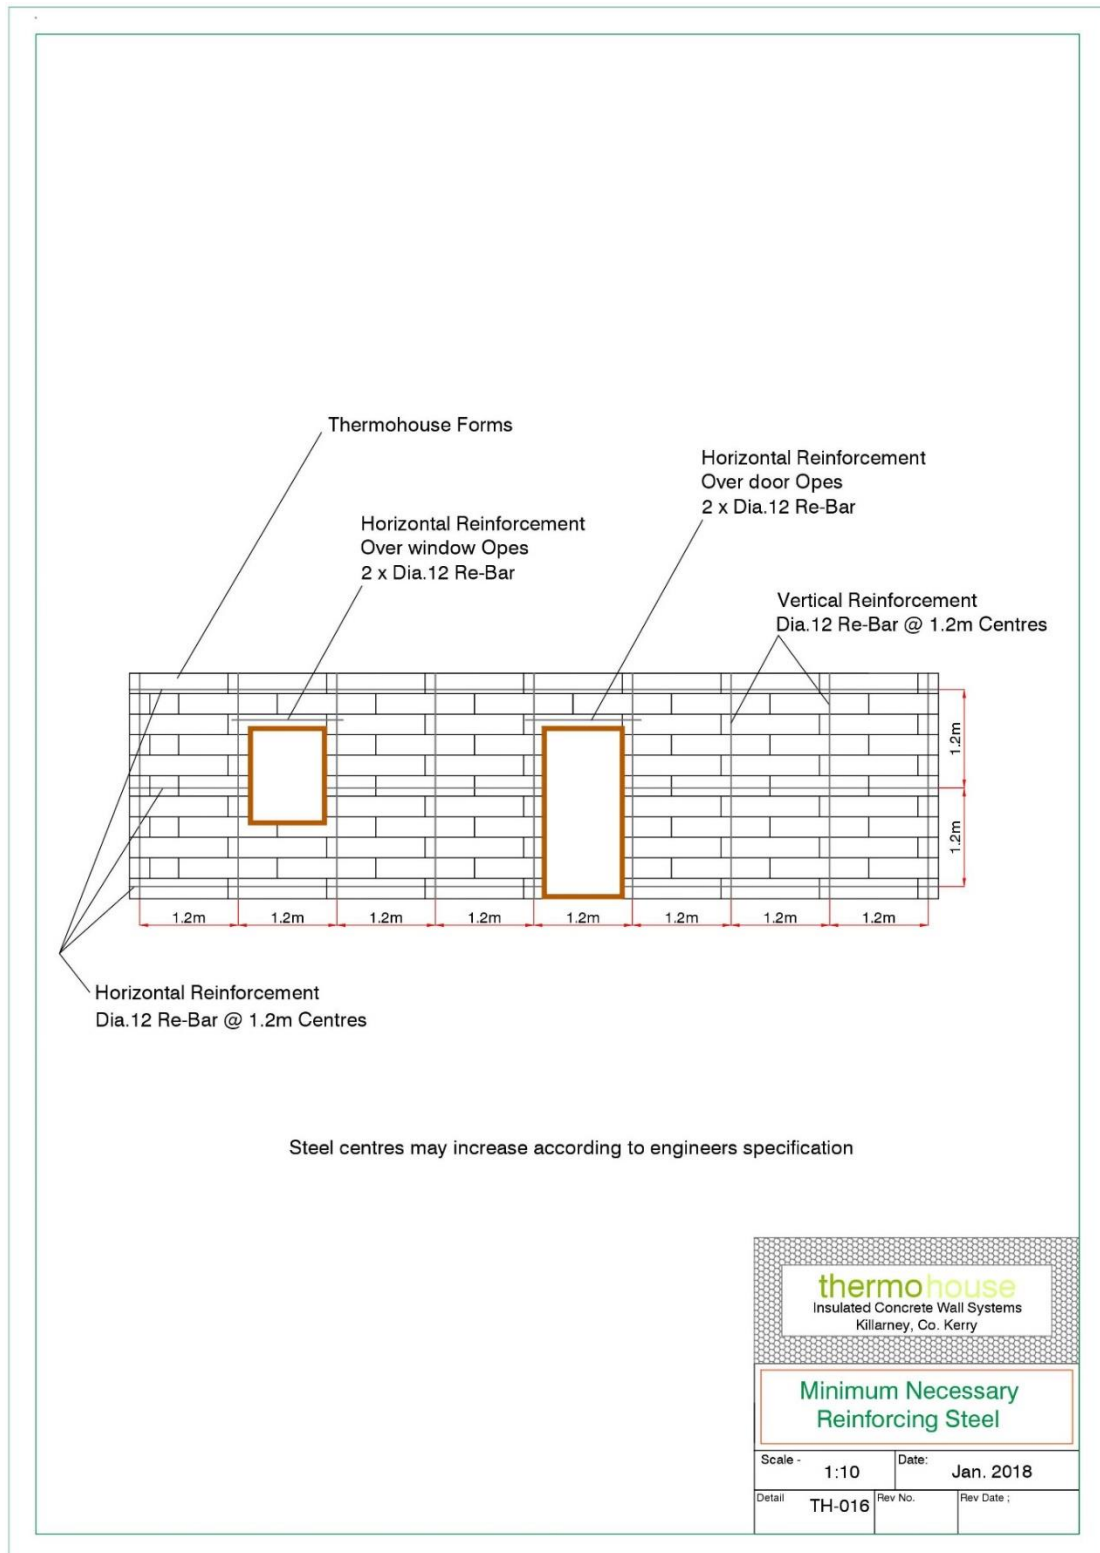 Thermohouse Forms
Horizontal Reinforcement
Over door Opes
2 x Dia.12 Re-Bar
Horizontal Reinforcement
Over window Opes
2 x Dia.12 Re-Bar
Vertical Reinforcement
Dia.12 Re-Bar @ 1.2m Centres
1.2m
1.2m
1.2m 1.2m 1.2m 1.2m 1.2m 1.2m 1.2m 1.2m
Horizontal Reinforcement
Dia.12 Re-Bar @ 1.2m Centres
Steel centres may increase according to engineers specification
thermohouse
Insulated Concrete Wall Systems
Killarney, Co. Kerry
Minimum Necessary
Reinforcing Steel
Scale - 1:10 Date: Jan. 2018
Detail TH-016 Rev No. Rev Date ;